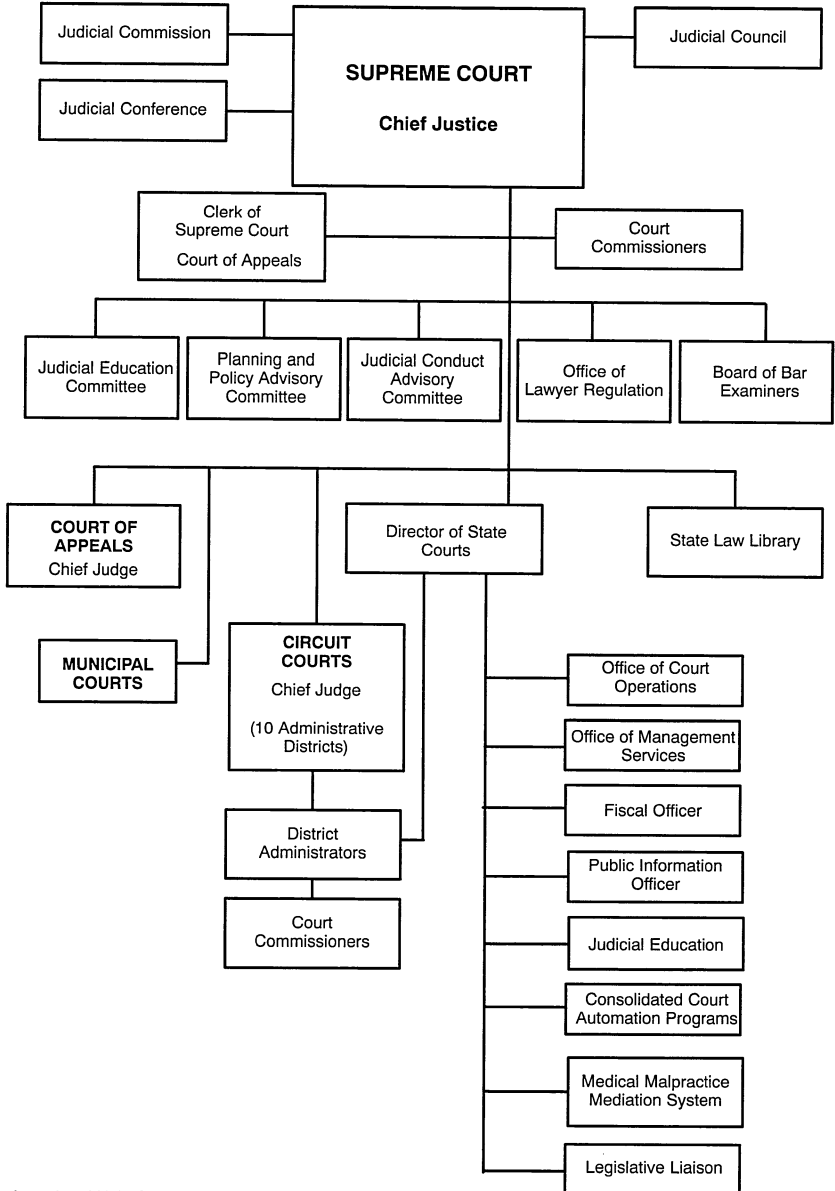 Judicial Commission
SUPREME COURT
Chief Justice
Judicial Council
Judicial Conference
Clerk of
Supreme Court
Court of Appeals
Court
Commissioners
Judicial Education
Committee
Planning and
Policy Advisory
Committee
Judicial Conduct
Advisory
Committee
Office of
Lawyer Regulation
Board of Bar
Examiners
COURT OF
APPEALS
Chief Judge
Director of State
Courts
State Law Library
MUNICIPAL
COURTS
CIRCUIT
COURTS
Chief Judge
(10 Administrative
Districts)
District
Administrators
Court
Commissioners
Office of Court
Operations
Office of Management
Services
Fiscal Officer
Public Information
Officer
Judicial Education
Consolidated Court
Automation Programs
Medical Malpractice
Mediation System
Legislative Liaison